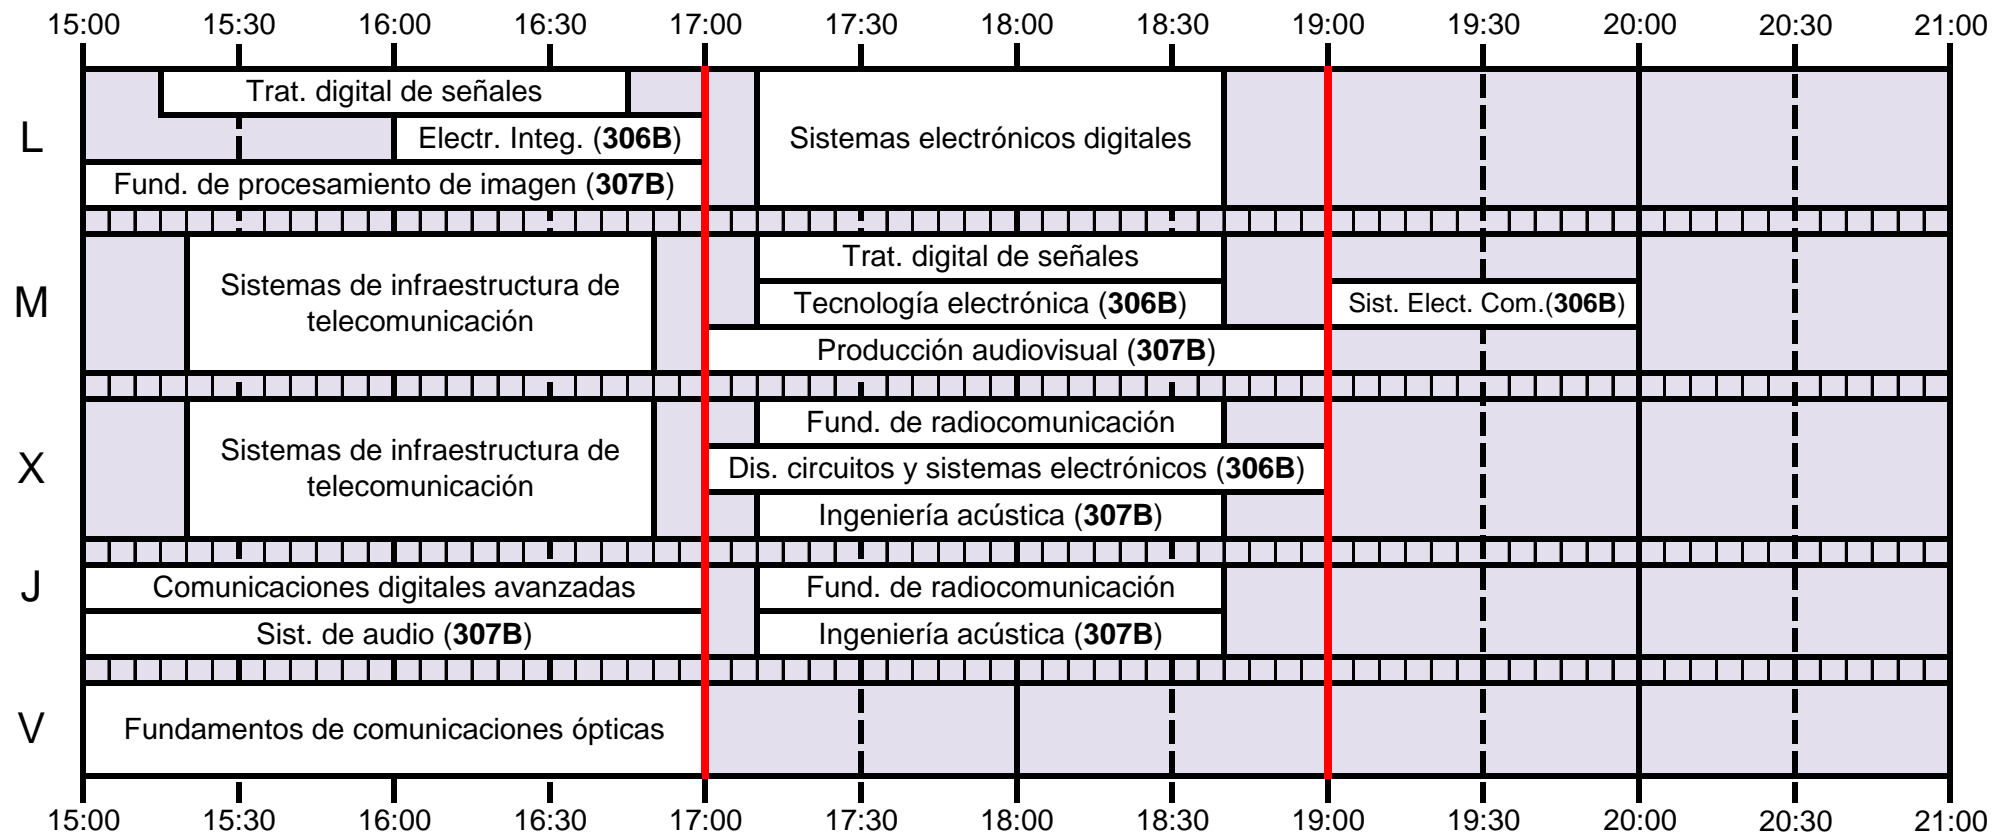 15:00 15:30 16:00 16:30 17:00 17:30 18:00 18:30 19:00 19:30 20:00 20:30 21:00
L
Trat. digital de señales
Electr. Integ. (306B)
Fund. de procesamiento de imagen (307B)
Sistemas electrónicos digitales
M
Sistemas de infraestructura de
telecomunicación
Trat. digital de señales
Tecnología electrónica (306B)
Producción audiovisual (307B)
Sist. Elect. Com.(306B)
X
Sistemas de infraestructura de
telecomunicación
Fund. de radiocomunicación
Dis. circuitos y sistemas electrónicos (306B)
Ingeniería acústica (307B)
J
Comunicaciones digitales avanzadas
Sist. de audio (307B)
Fund. de radiocomunicación
Ingeniería acústica (307B)
V
Fundamentos de comunicaciones ópticas
15:00 15:30 16:00 16:30 17:00 17:30 18:00 18:30 19:00 19:30 20:00 20:30 21:00